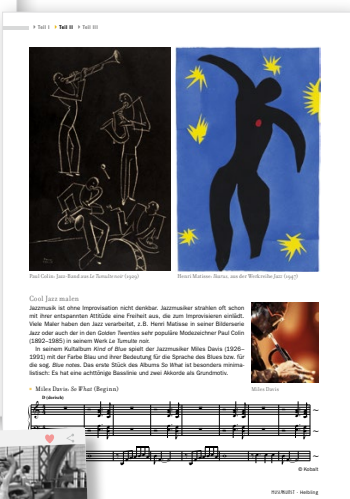 Teil I Teil II Teil III
Paul Colin: Jazz-Band aus Le Tumulte noir (1929)
Henri Matisse: Ikarus, aus der Werkreihe Jazz (1947)
Cool Jazz malen
Jazzmusik ist ohne Improvisation nicht denkbar. Jazzmusiker strahlen oft schon
mit ihrer entspannten Attitüde eine Freiheit aus, die zum Improvisieren einlädt.
Viele Maler haben den Jazz verarbeitet, z.B. Henri Matisse in seiner Bilderserie
Jazz oder auch der in den Golden Twenties sehr populäre Modezeichner Paul Colin
(1892–1985) in seinem Werk Le Tumulte noir.
In seinem Kultalbum Kind of Blue spielt der Jazzmusiker Miles Davis (1926–
1991) mit der Farbe Blau und ihrer Bedeutung für die Sprache des Blues bzw. für
die sog. Blue notes. Das erste Stück des Albums So What ist besonders minima-
listisch: Es hat eine achttönige Basslinie und zwei Akkorde als Grundmotiv.
Miles Davis
Miles Davis: So What (Beginn)
D (dorisch)
© Kobalt
Helbling